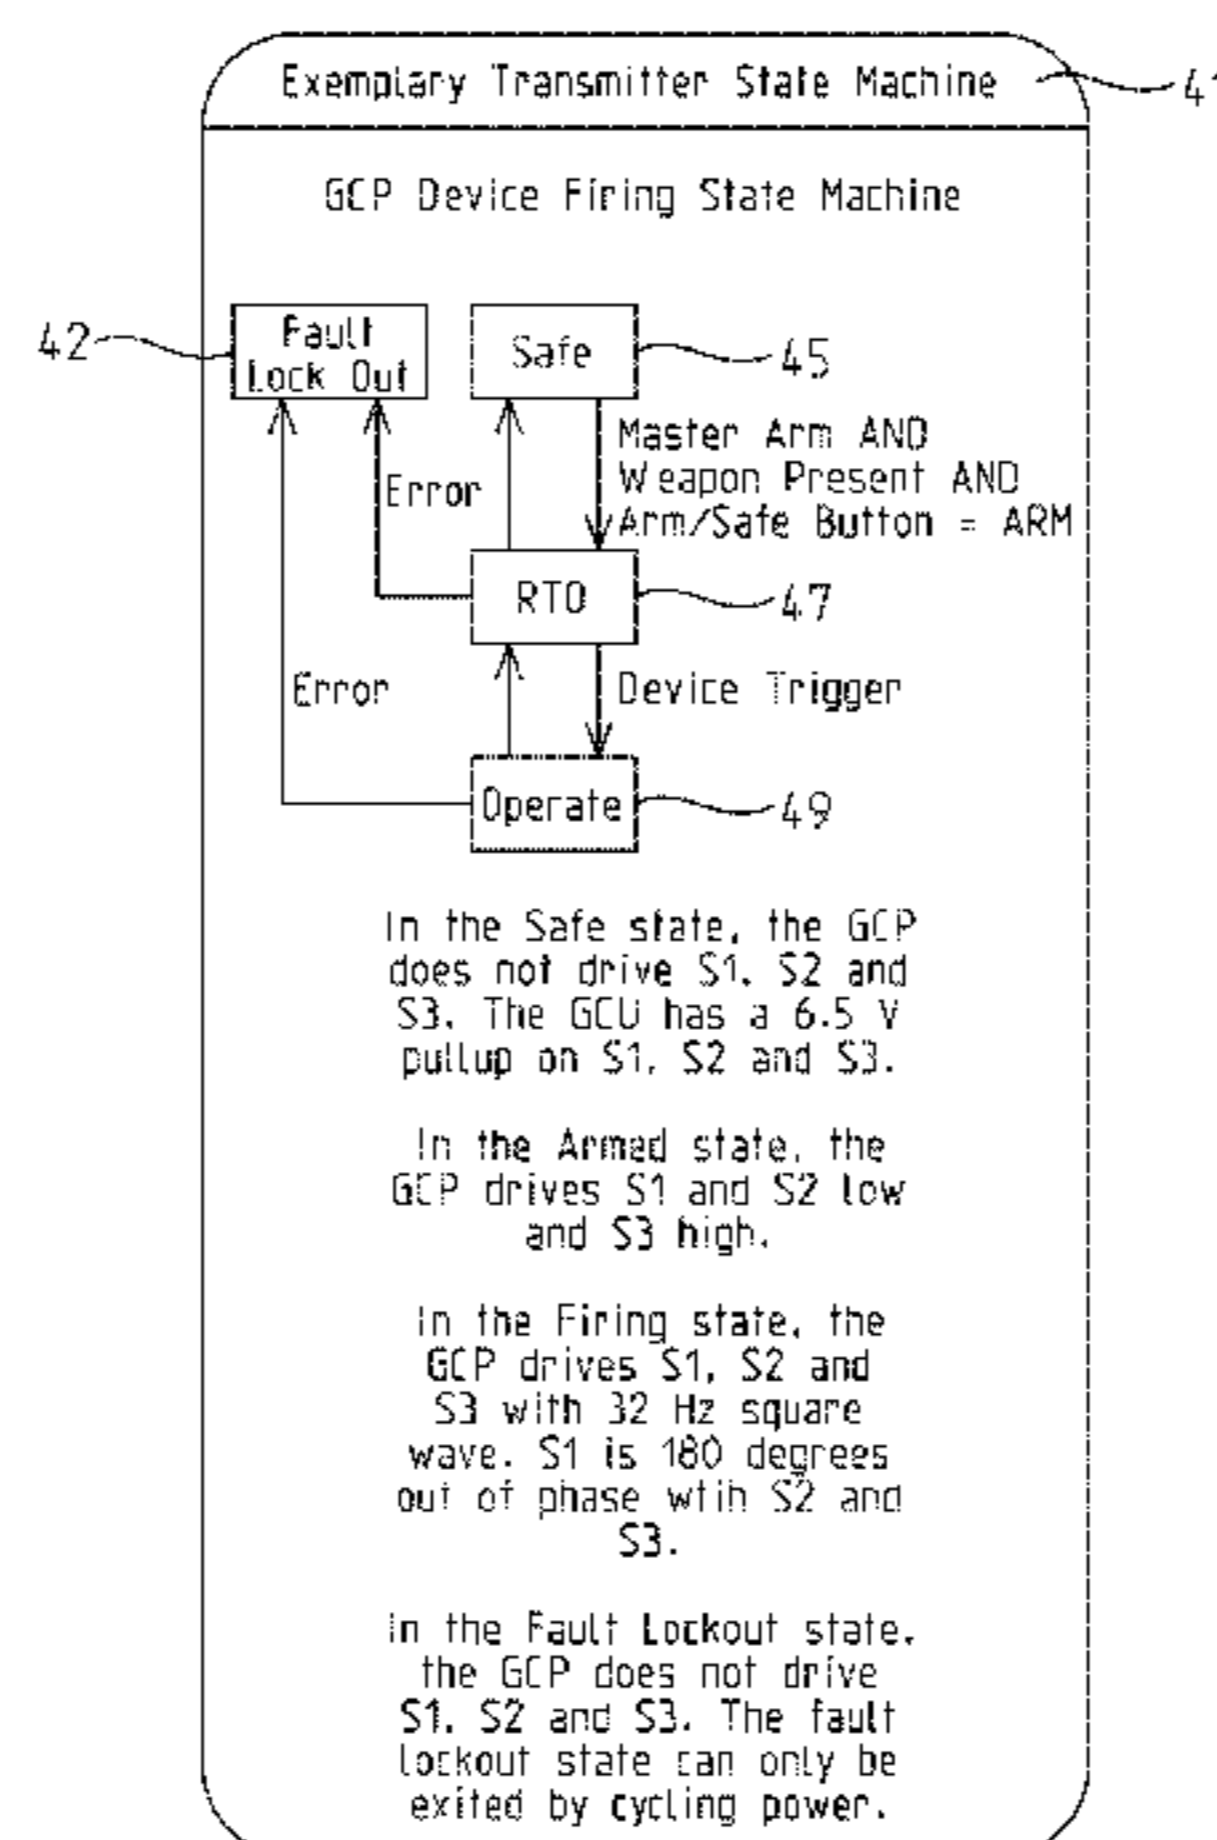 Exemplary Transmitter State Machine
GCP Device Firing State Machine
42
Fault
Lock Out
Safe
45
Master Arm AND
Weapon Present AND
Arm/Safe Button = ARM
Error
RTO
47
Error
Device Trigger
Operate
49
In the Safe state, the GCP
does not drive S1, S2 and
S3. The GCU has a 6.5 V
pullup on S1, S2 and S3.
In the Armed state, the
GCP drives S1 and S2 low
and S3 high.
In the Firing state, the
GCP drives S1, S2 and
S3 with 32 Hz square
wave. S1 is 180 degrees
out of phase wtih S2 and
S3.
In the Fault Lockout state,
the GCP does not drive
S1, S2 and S3. The fault
lockout state can only be
exited by cycling power.